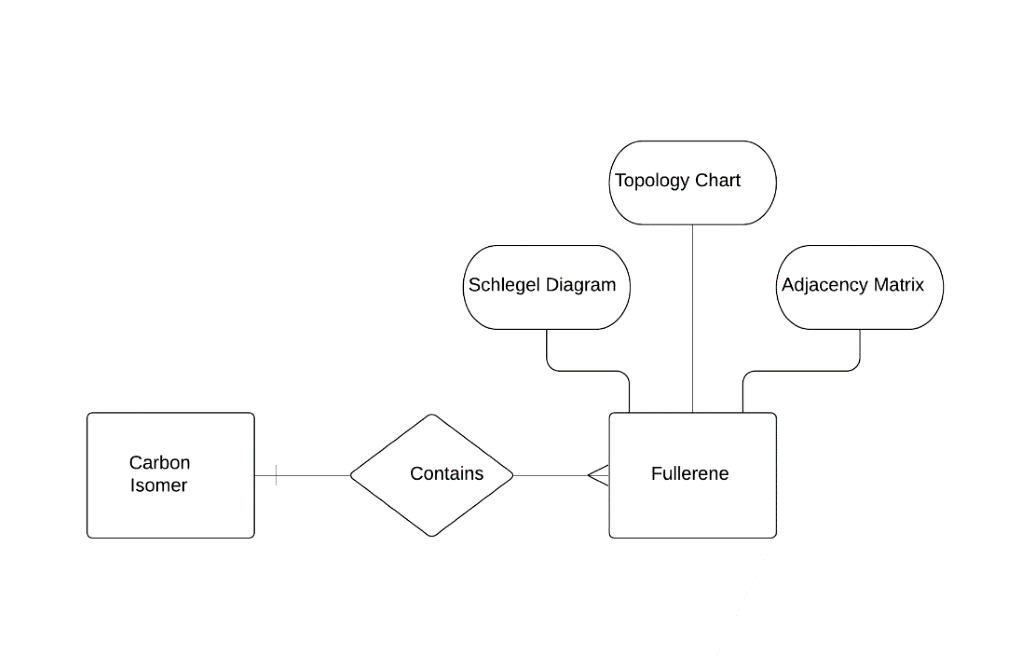 Topology Chart
Schlegel Diagram
Adjacency Matrix
Carbon
Isomer
Contains
Fullerene